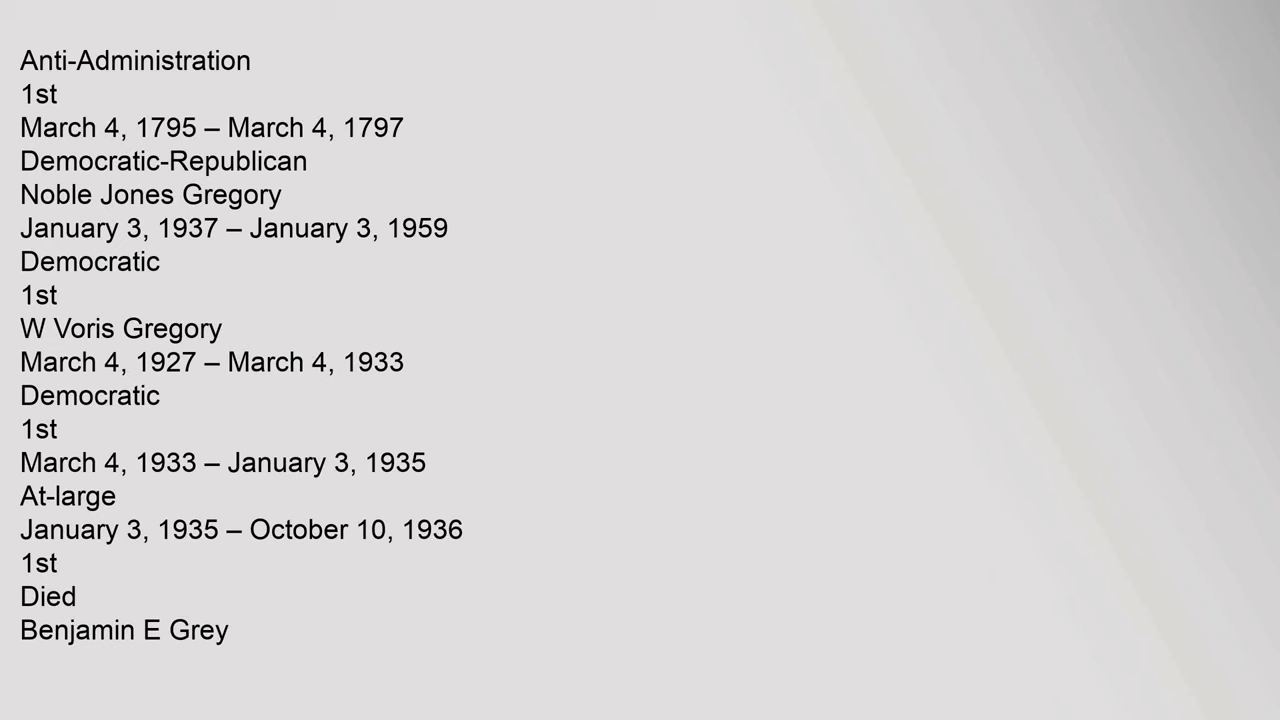 Anti-Administration
1st
March 4, 1795 – March 4, 1797
Democratic-Republican
Noble Jones Gregory
January 3, 1937 – January 3, 1959
Democratic
1st
W Voris Gregory
March 4, 1927 – March 4, 1933
Democratic
1st
March 4, 1933 – January 3, 1935
At-large
January 3, 1935 – October 10, 1936
1st
Died
Benjamin E Grey